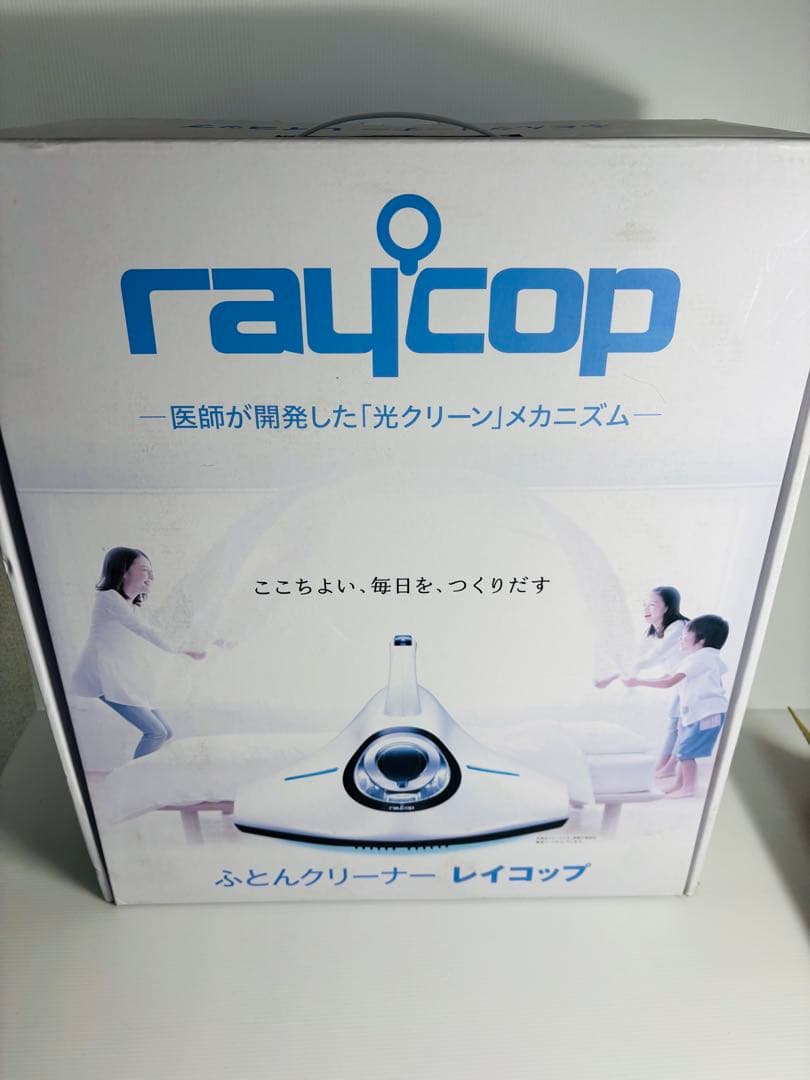 raycop
医師が開発した「光クリーン」メカニズム
ここちよい、毎日を、つくりだす
raycop
ふとんクリーナー レイコップ